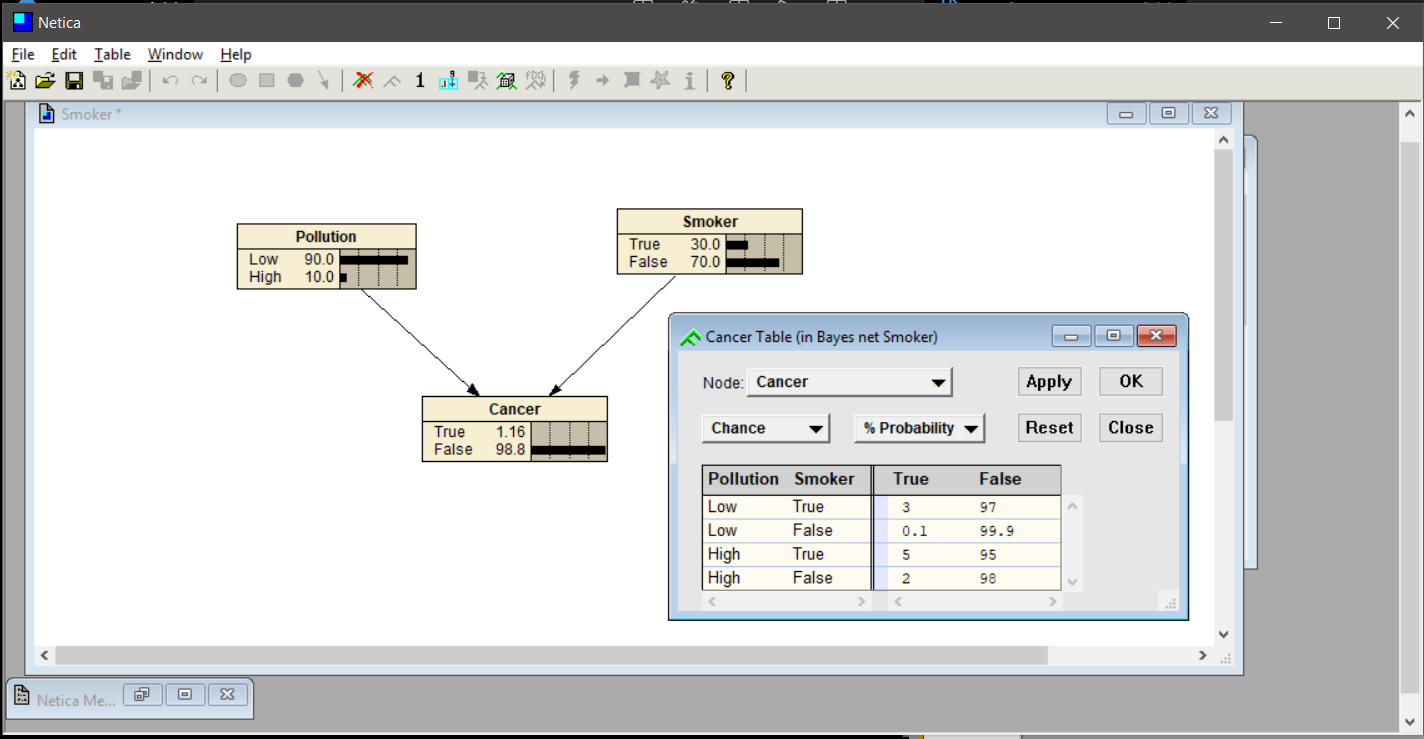 Netica
File Edit Table Window Help
1 ?
Smoker *
Pollution
Low 90.0
High 10.0
Smoker
True 30.0
False 70.0
Cancer
True 1.16
False 98.8
Cancer Table (in Bayes net Smoker)
Node: Cancer Apply OK
Chance % Probability Reset Close
Pollution Smoker True False
Low True 3 97
Low False 0.1 99.9
High True 5 95
High False 2 98
Netica Me...